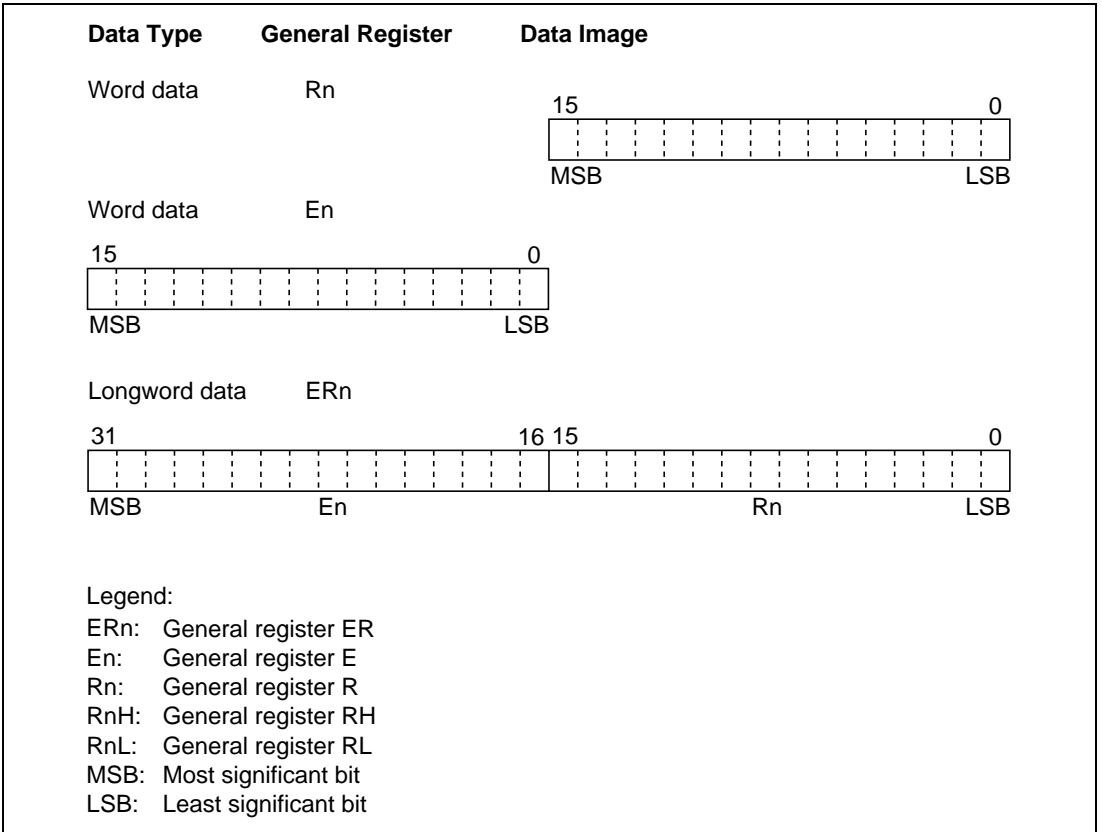 Data Type General Register Data Image
Word data Rn
15 0
MSB LSB
Word data En
15 0
MSB LSB
Longword data ERn
31 16 15 0
MSB En Rn LSB
Legend:
ERn: General register ER
En: General register E
Rn: General register R
RnH: General register RH
RnL: General register RL
MSB: Most significant bit
LSB: Least significant bit